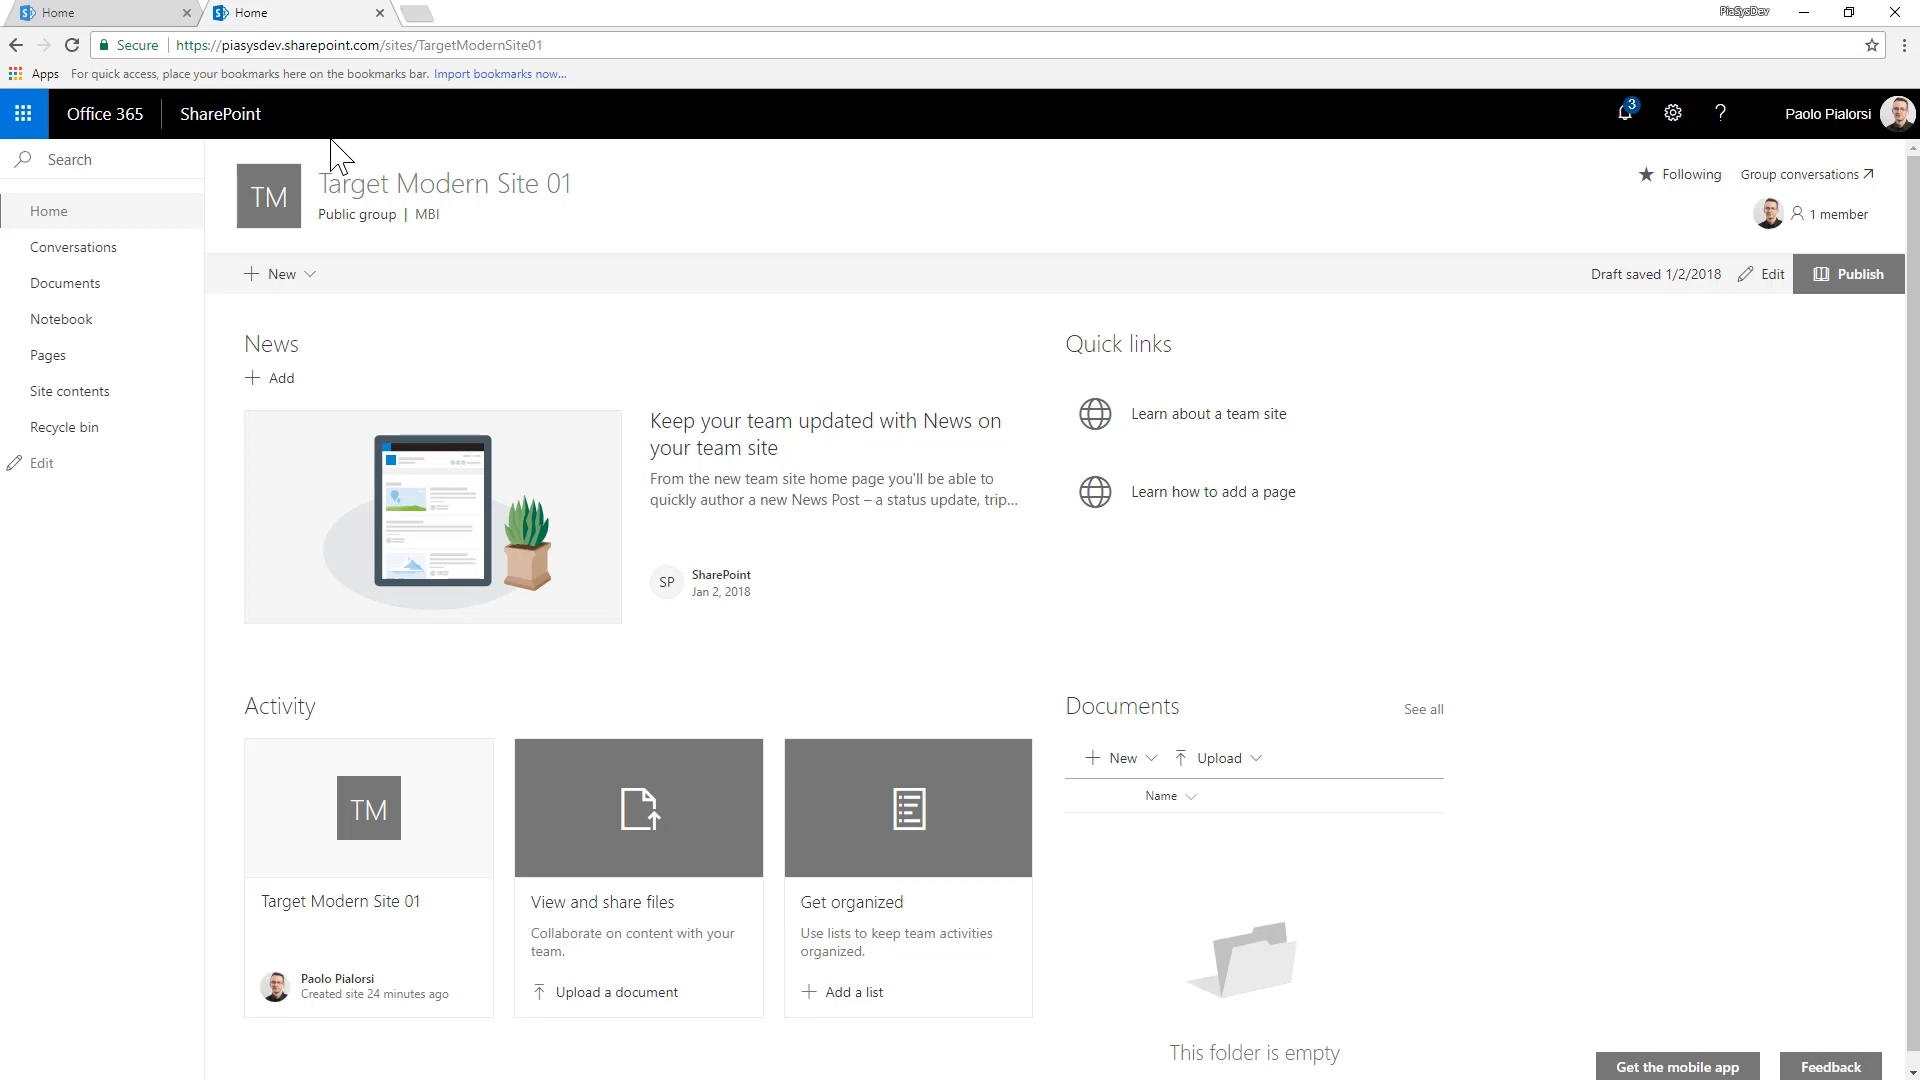 Home
Home
PiaSysDev
Secure
https://piasysdev.sharepoint.com/sites/TargetModernSite01
Apps
For quick access, place your bookmarks here on the bookmarks bar. Import bookmarks now...
Office 365
SharePoint
3
?
Paolo Pialorsi
Search
Home
Conversations
Documents
Notebook
Pages
Site contents
Recycle bin
Edit
TM
Target Modern Site 01
Public group | MBI
Following
Group conversations
1 member
New
Draft saved 1/2/2018
Edit
Publish
News
Add
Keep your team updated with News on
your team site
From the new team site home page you'll be able to
quickly author a new News Post – a status update, trip...
SP
SharePoint
Jan 2, 2018
Quick links
Learn about a team site
Learn how to add a page
Activity
TM
Target Modern Site 01
Paolo Pialorsi
Created site 24 minutes ago
View and share files
Collaborate on content with your
team.
Upload a document
Get organized
Use lists to keep team activities
organized.
Add a list
Documents
See all
New
Upload
Name
This folder is empty
Get the mobile app
Feedback